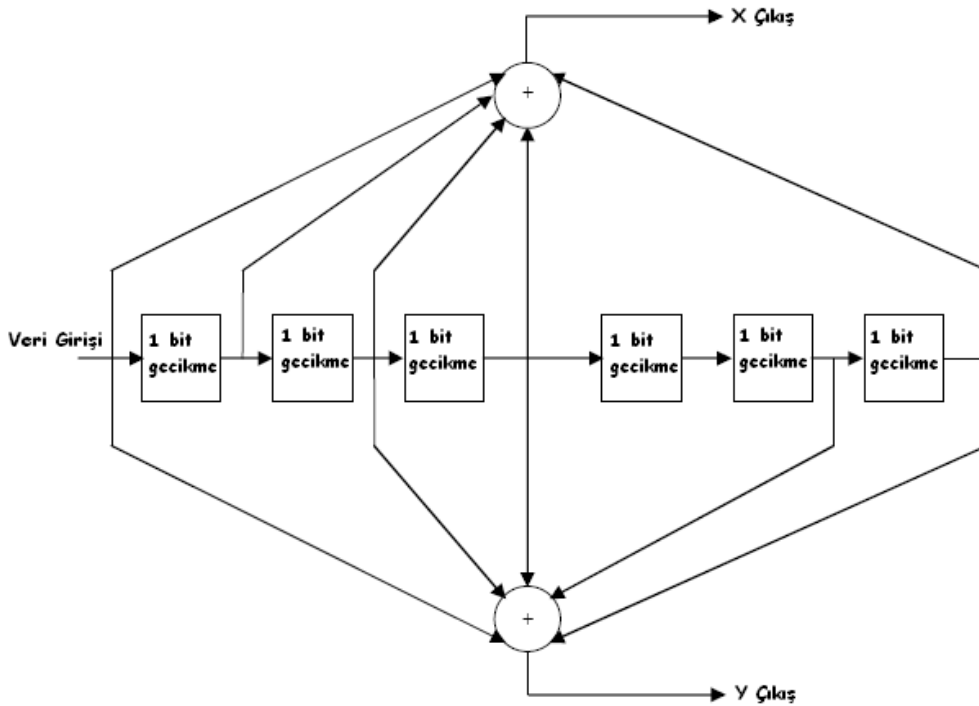 X Çıkış
+
Veri Girişi
1 bit
gecikme
1 bit
gecikme
1 bit
gecikme
1 bit
gecikme
1 bit
gecikme
1 bit
gecikme
+
Y Çıkış